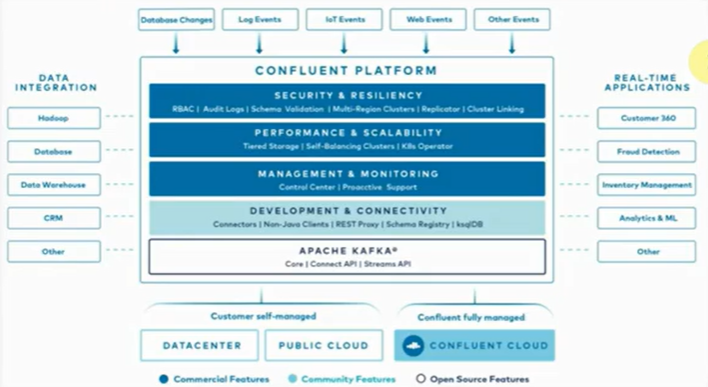 Database Changes
Log Events
IoT Events
Web Events
Other Events
DATA
INTEGRATION
Hadoop
Database
Data Warehouse
CRM
Other
CONFLUENT PLATFORM
SECURITY & RESILIENCY
RBAC | Audit Logs | Schema Validation | Multi-Region Clusters | Replicator | Cluster Linking
PERFORMANCE & SCALABILITY
Tiered Storage | Self-Balancing Clusters | K8s Operator
MANAGEMENT & MONITORING
Control Center | Proacctive Support
DEVELOPMENT & CONNECTIVITY
Connectors | Non-Java Clients | REST Proxy | Schema Registry | ksqlDB
APACHE KAFKA®
Core | Connect API | Streams API
REAL-TIME
APPLICATIONS
Customer 360
Fraud Detection
Inventory Management
Analytics & ML
Other
Customer self-managed
Confluent fully managed
DATACENTER
PUBLIC CLOUD
CONFLUENT CLOUD
Commercial Features
Community Features
Open Source Features